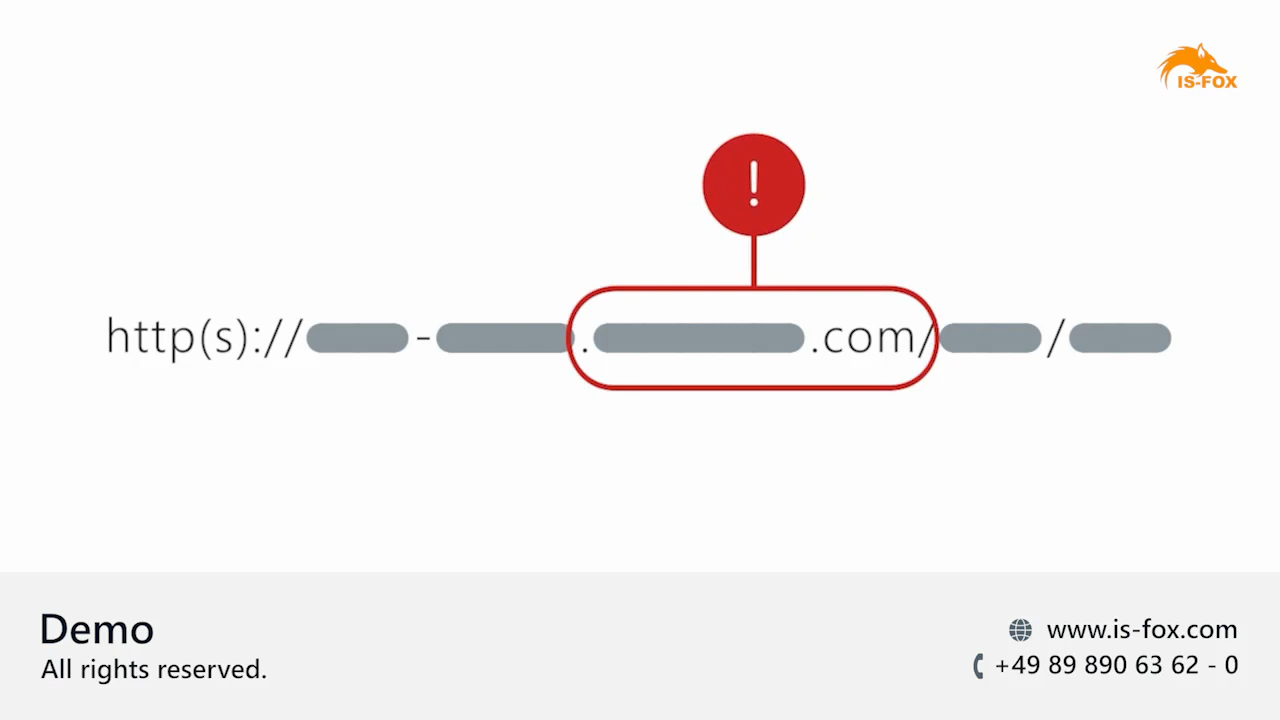 IS-FOX
!
http(s)://-..com//
Demo
All rights reserved.
www.is-fox.com
+49 89 890 63 62 - 0